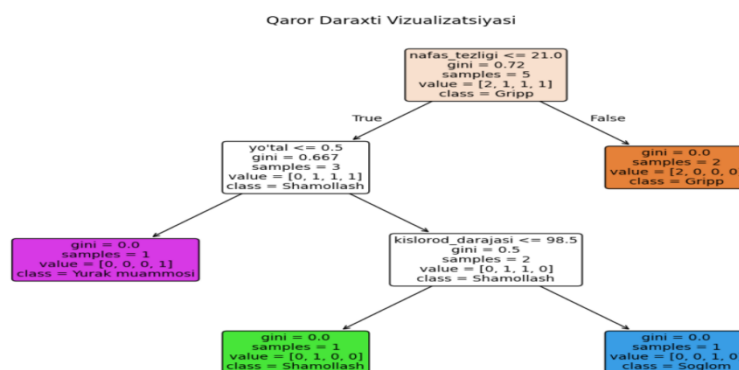 Qaror Daraxti Vizualizatsiyasi
nafas_tezligi <= 21.0
gini = 0.72
samples = 5
value = [2, 1, 1, 1]
class = Gripp
True
False
yo'tal <= 0.5
gini = 0.667
samples = 3
value = [0, 1, 1, 1]
class = Shamollash
gini = 0.0
samples = 2
value = [2, 0, 0, 0
class = Gripp
gini = 0.0
samples = 1
value = [0, 0, 0, 1]
class = Yurak muammosi
kislorod_darajasi <= 98.5
gini = 0.5
samples = 2
value = [0, 1, 1, 0]
class = Shamollash
gini = 0.0
samples = 1
value = [0, 1, 0, 0]
class = Shamollash
gini = 0.0
samples = 1
value = [0, 0, 1, 0
class = Soglom